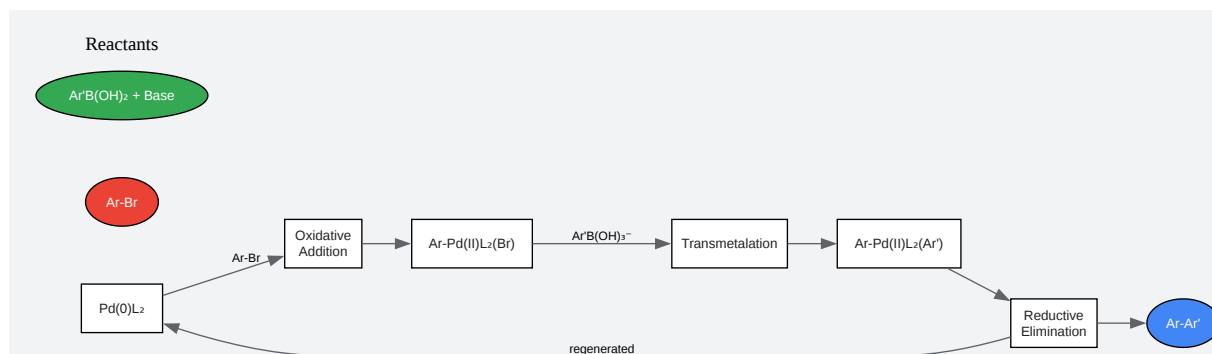 Reactants
Ar'B(OH)₂ + Base
Ar-Br
Ar-Br
Pd(0)L₂
Oxidative
Addition
Ar-Pd(II)L₂(Br)
Ar'B(OH)₃⁻
Transmetalation
Ar-Pd(II)L₂(Ar')
Reductive
Elimination
Ar-Ar'
regenerated